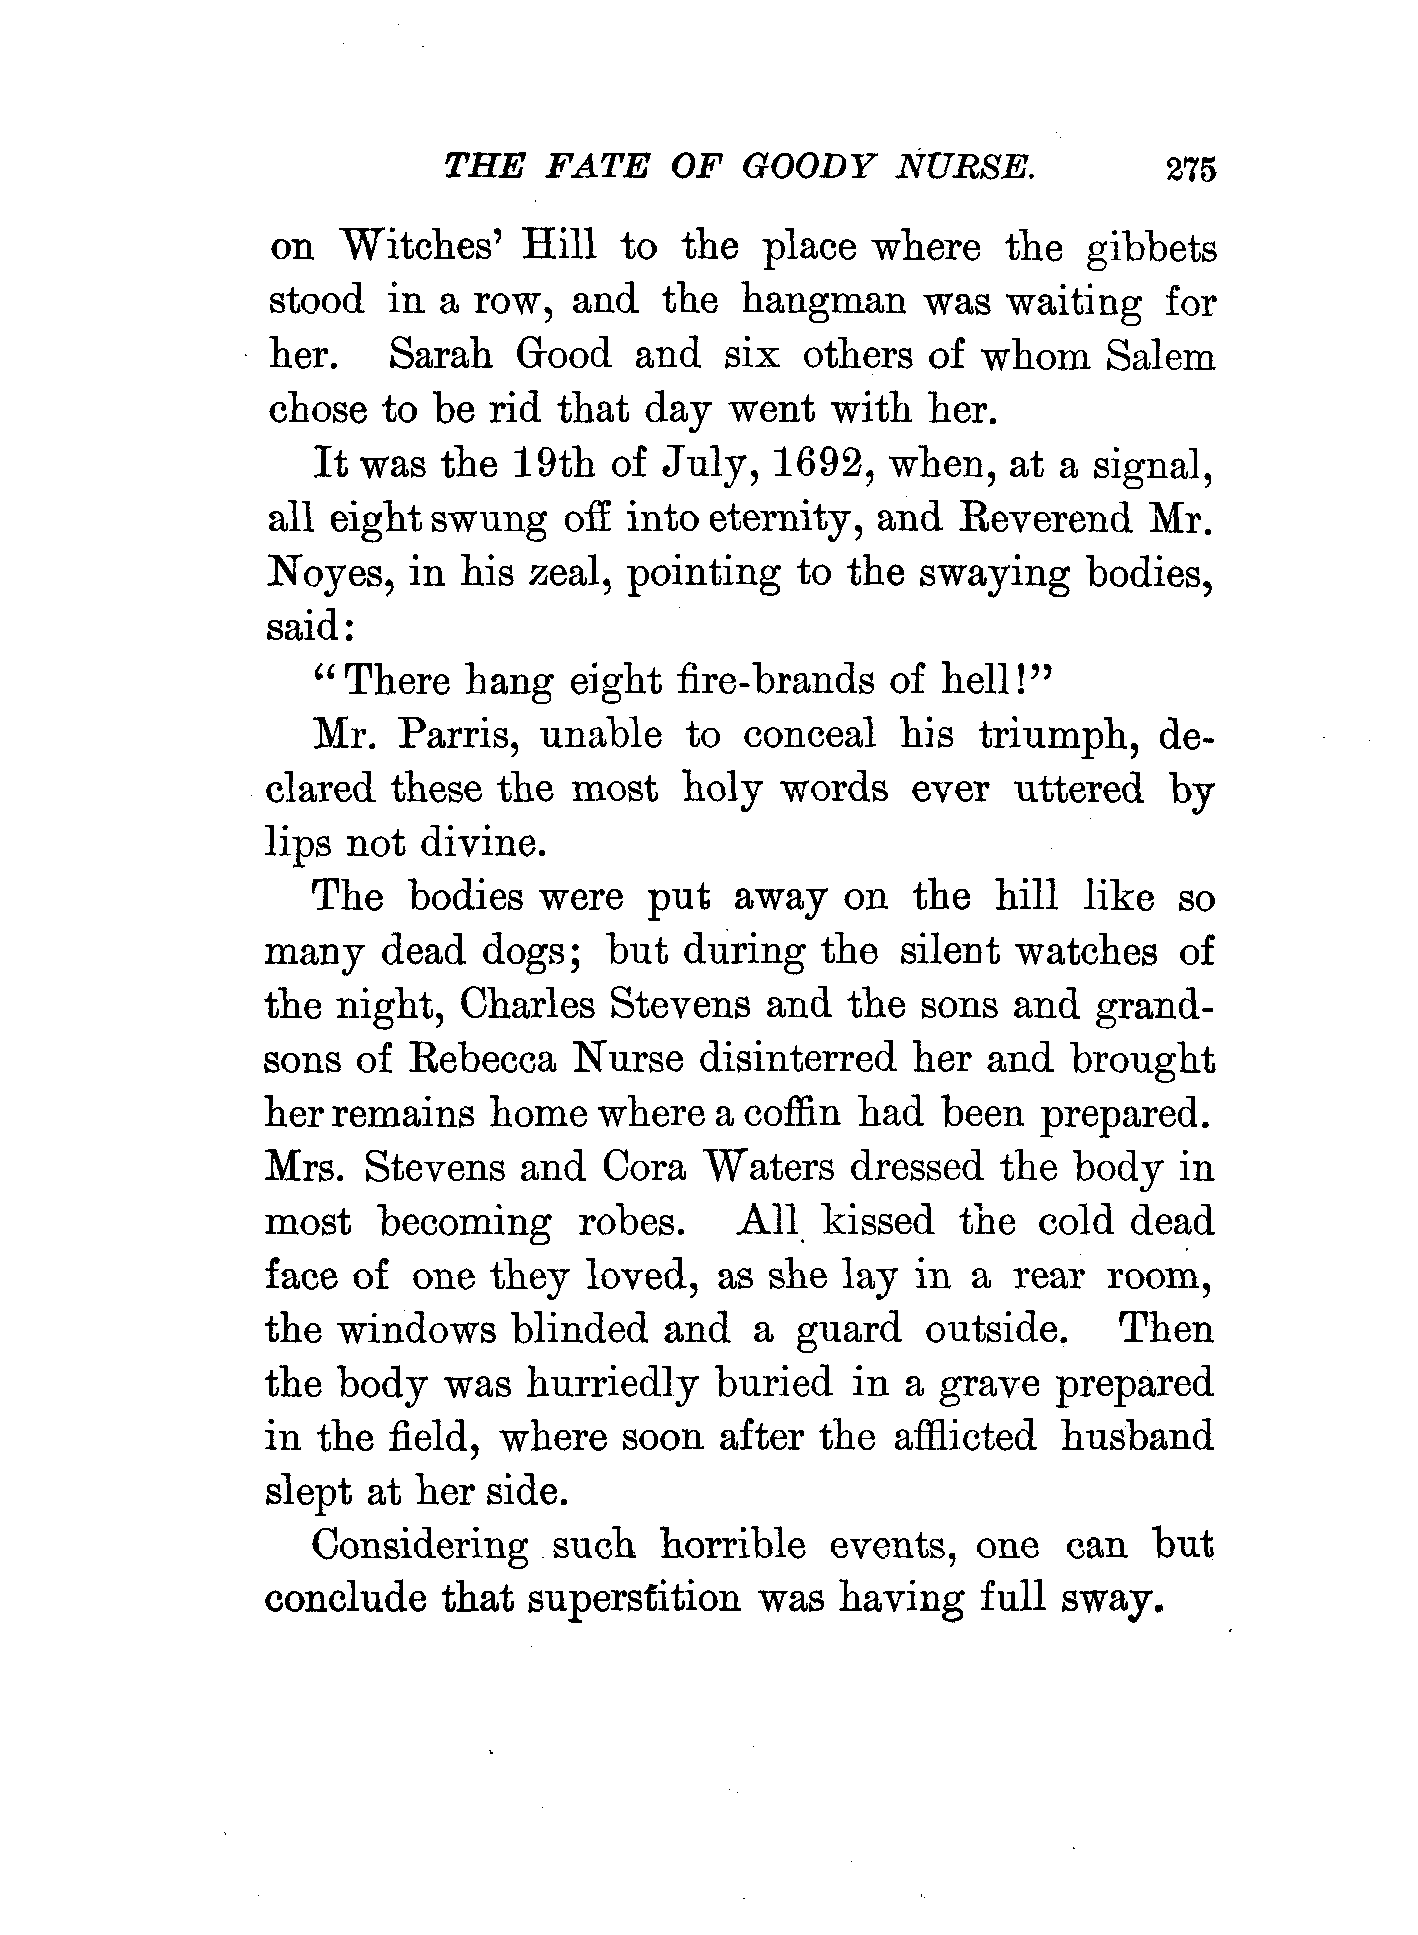 THE FATE OF GOODY NURSE. 275
on Witches' Hill to the place where the gibbets
stood in a row, and the hangman was waiting for
her. Sarah Good and six others of whom Salem
chose to be rid that day went with her.
It was the 19th of July, 1692, when, at a signal,
all eight swung off into eternity, and Reverend Mr.
Noyes, in his zeal, pointing to the swaying bodies,
said:
"There hang eight fire-brands of hell!"
Mr. Parris, unable to conceal his triumph, de-
clared these the most holy words ever uttered by
lips not divine.
The bodies were put away on the hill like so
many dead dogs; but during the silent watches of
the night, Charles Stevens and the sons and grand-
sons of Rebecca Nurse disinterred her and brought
her remains home where a coffin had been prepared.
Mrs. Stevens and Cora Waters dressed the body in
most becoming robes. All kissed the cold dead
face of one they loved, as she lay in a rear room,
the windows blinded and a guard outside. Then
the body was hurriedly buried in a grave prepared
in the field, where soon after the afflicted husband
slept at her side.
Considering such horrible events, one can but
conclude that superstition was having full sway.